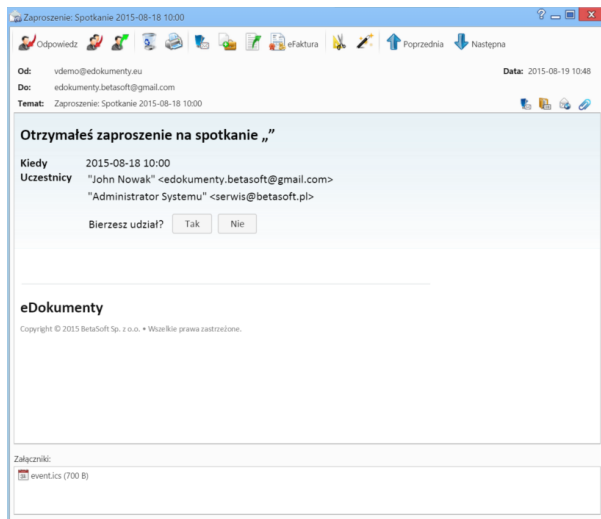 Zaproszenie: Spotkanie 2015-08-18 10:00
Odpowiedz eFaktura Poprzednia Następna
Od: vdemo@edokumenty.eu Data: 2015-08-19 10:48
Do: edokumenty.betasoft@gmail.com
Temat: Zaproszenie: Spotkanie 2015-08-18 10:00
Otrzymałeś zaproszenie na spotkanie „”
Kiedy 2015-08-18 10:00
Uczestnicy "John Nowak" <edokumenty.betasoft@gmail.com>
"Administrator Systemu" <serwis@betasoft.pl>
Bierzesz udział? Tak Nie
eDokumenty
Copyright © 2015 BetaSoft Sp. z o.o. • Wszelkie prawa zastrzeżone.
Załączniki:
event.ics (700 B)